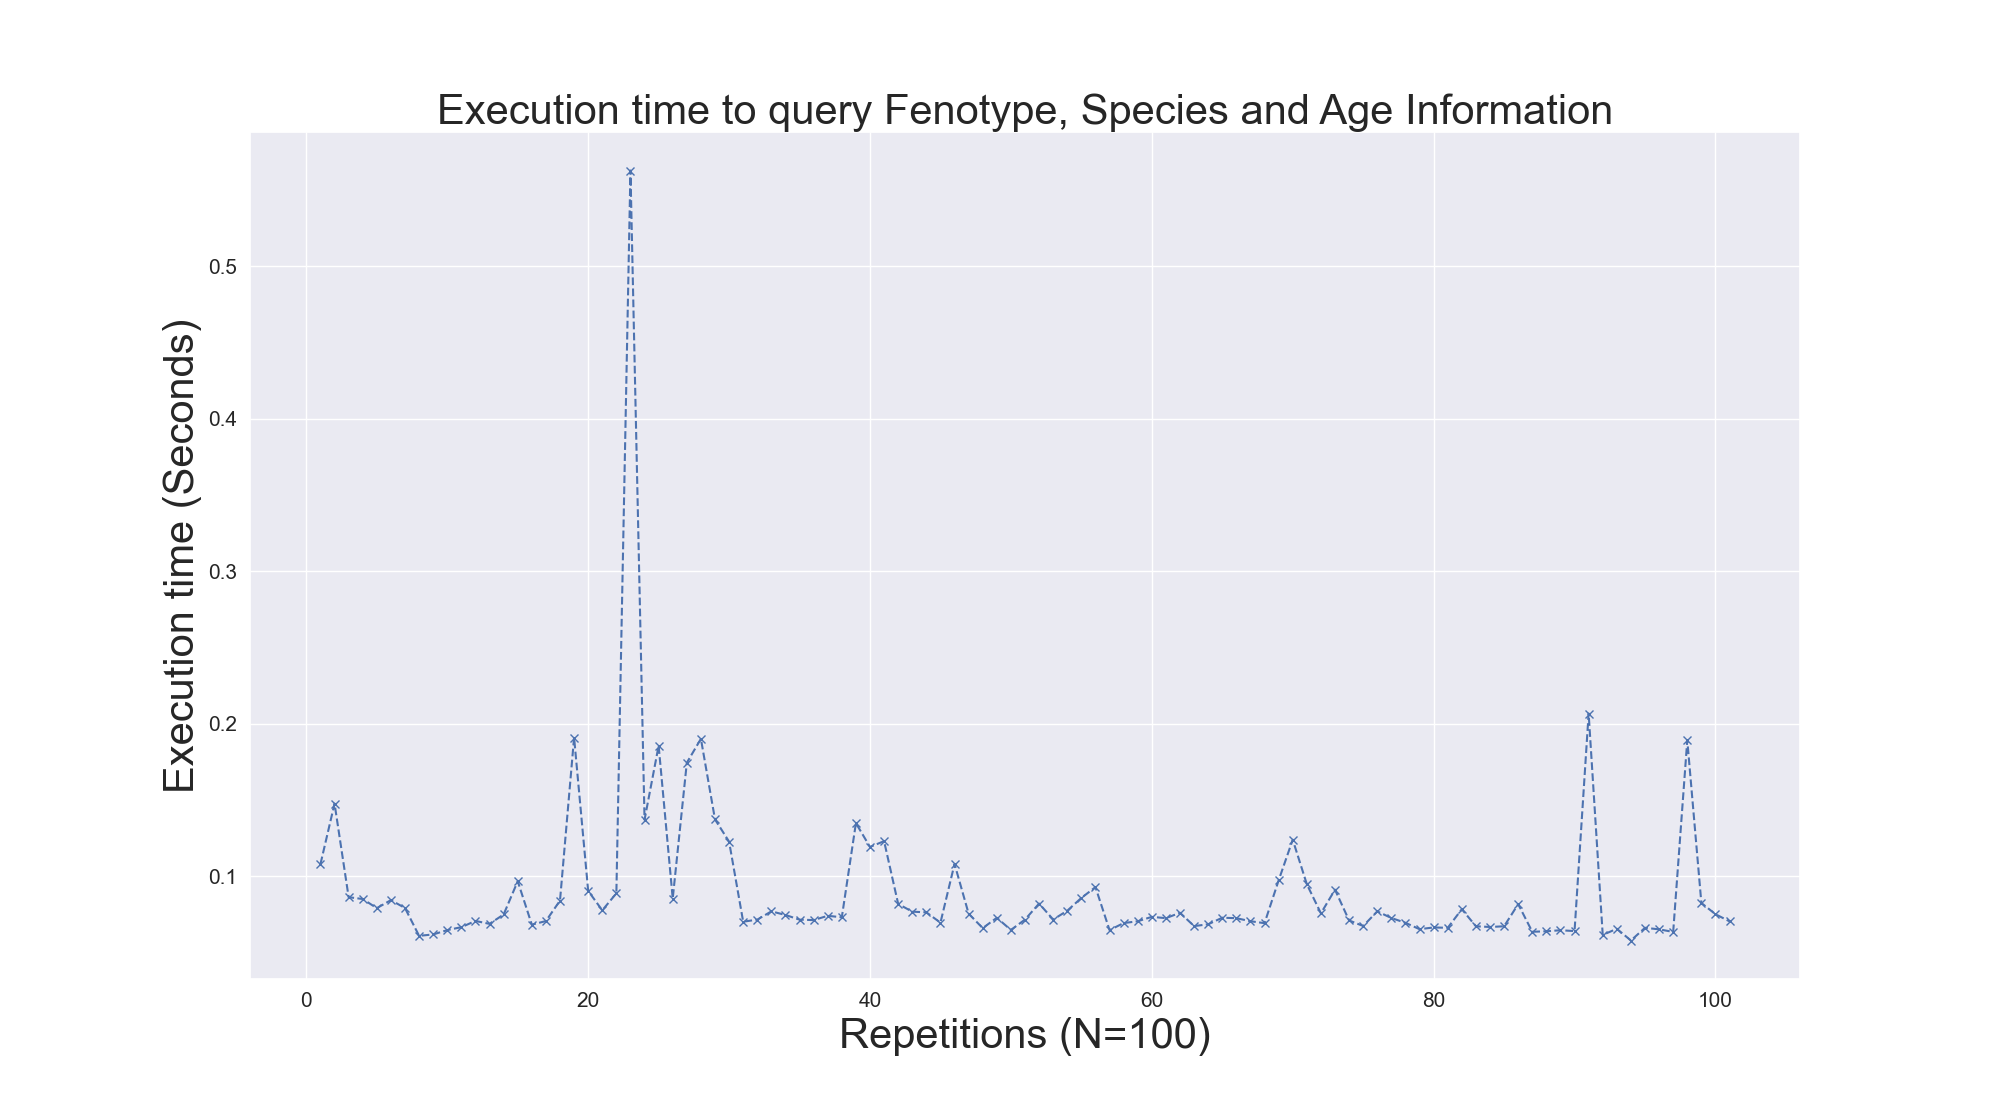 Execution time to query Fenotype, Species and Age Information
Execution time (Seconds)
0.5
0.4
0.3
0.2
0.1
0 20 40 60 80 100
Repetitions (N=100)